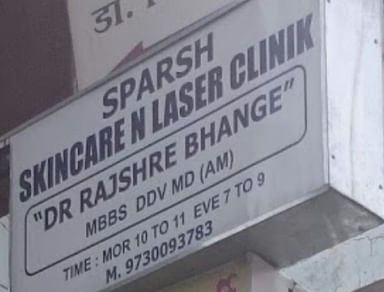 डा.
SPARSH
SKINCARE N LASER CLINIK
"DR RAJSHRE BHANGE"
MBBS DDV MD (AM)
TIME : MOR 10 TO 11 EVE 7 TO 9
M. 9730093783